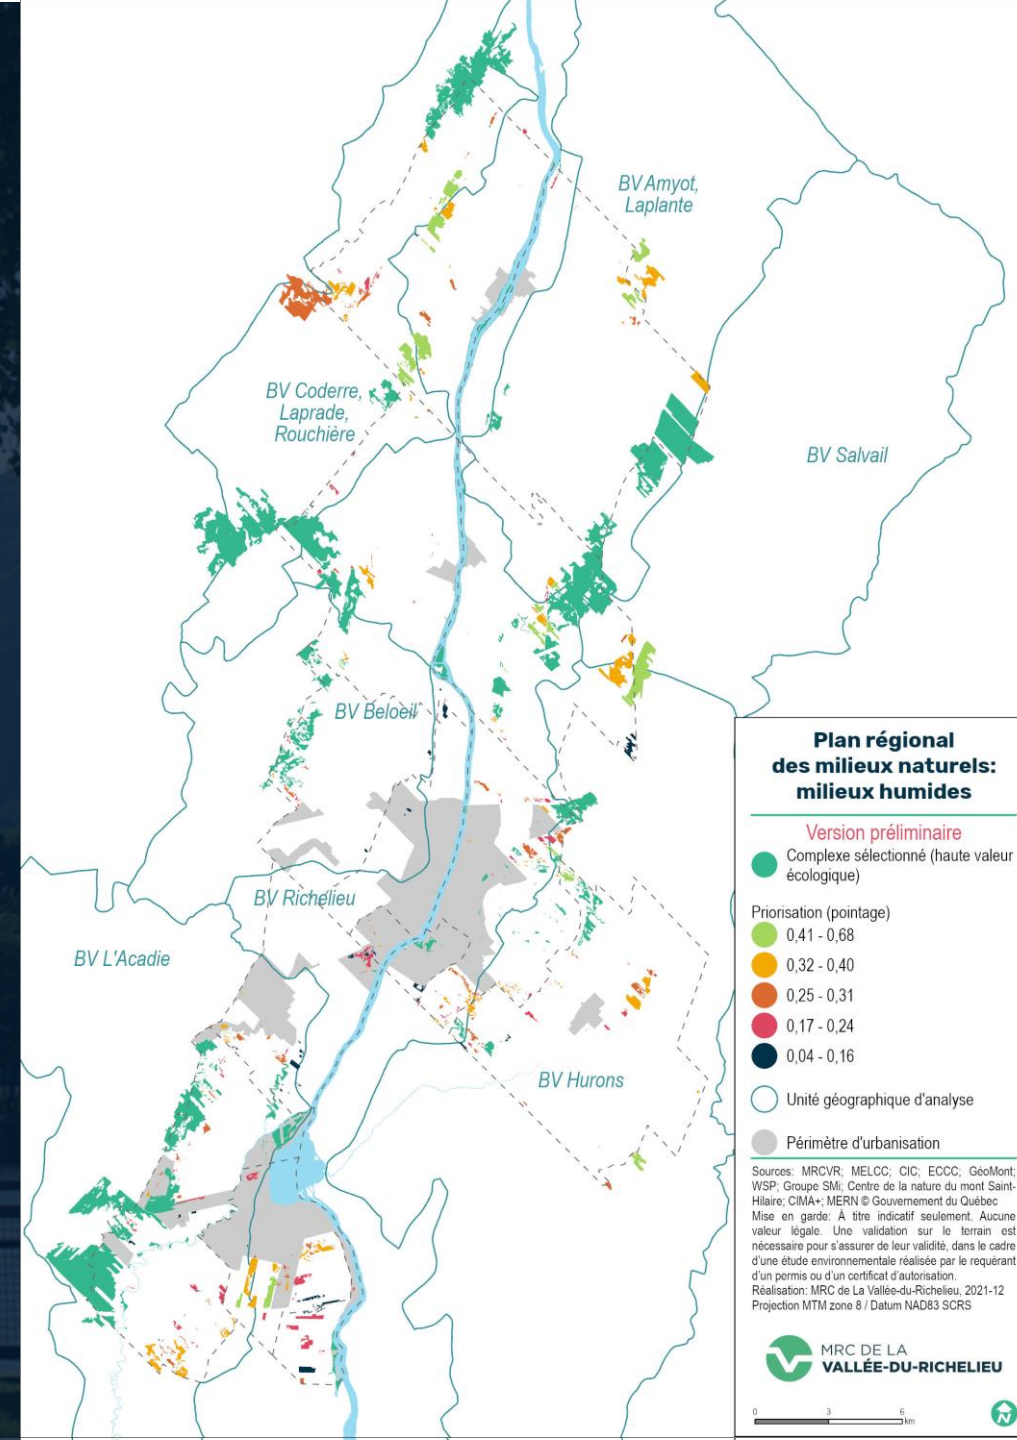 BV Amyot,
Laplante
BV Coderre,
Laprade,
Rouchière
BV Salvail
BV Beloeil
BV Richelieu
BV L'Acadie
BV Hurons
Plan régional
des milieux naturels:
milieux humides
Version préliminaire
Complexe sélectionné (haute valeur
écologique)
Priorisation (pointage)
0,41 - 0,68
0,32 - 0,40
0,25 - 0,31
0,17 - 0,24
0,04 - 0,16
Unité géographique d'analyse
Périmètre d'urbanisation
Sources: MRCVR; MELCC; CIC; ECCC; GéoMont;
WSP; Groupe SMi; Centre de la nature du mont Saint-
Hilaire; CIMA+; MERN © Gouvernement du Québec
Mise en garde: À titre indicatif seulement. Aucune
valeur légale. Une validation sur le terrain est
nécessaire pour s'assurer de leur validité, dans le cadre
d'une étude environnementale réalisée par le requérant
d'un permis ou d'un certificat d'autorisation.
Réalisation: MRC de La Vallée-du-Richelieu, 2021-12
Projection MTM zone 8 / Datum NAD83 SCRS
MRC DE LA
VALLÉE-DU-RICHELIEU
0 3 6
km
N